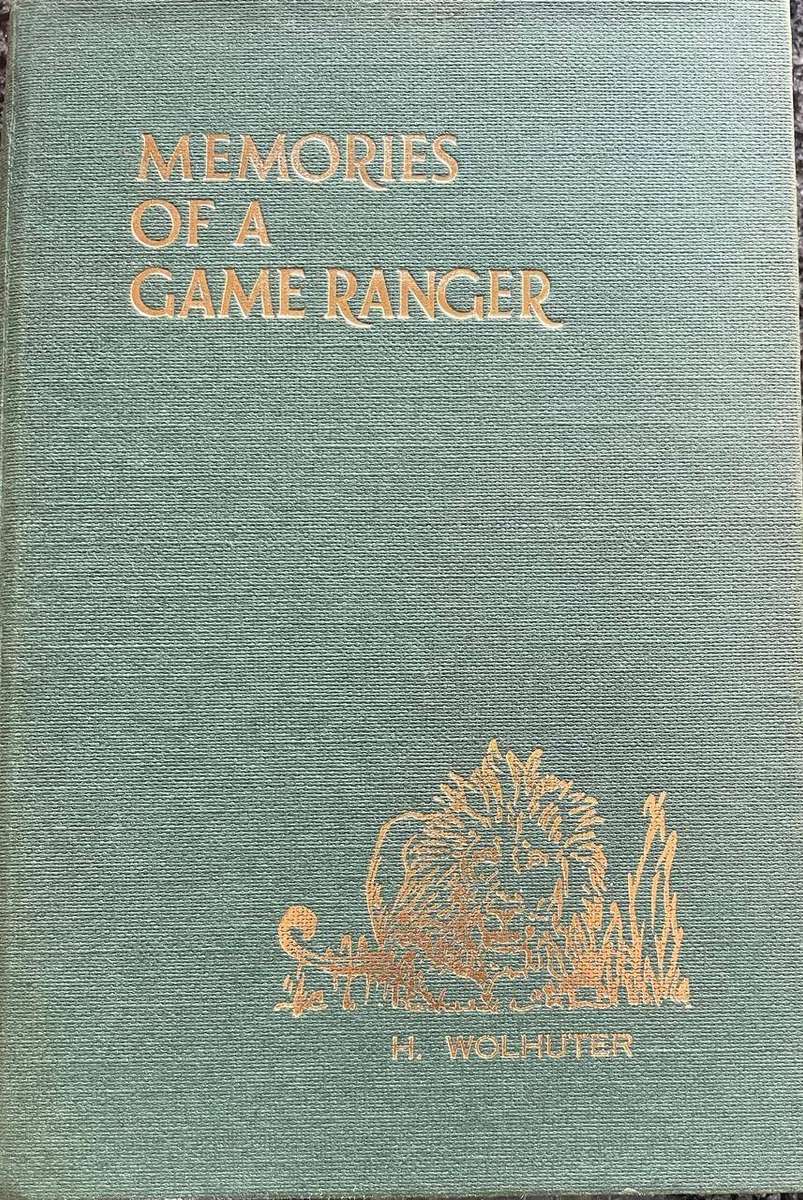 MEMORIES
OF A
GAME RANGER
H. WOLHUTER